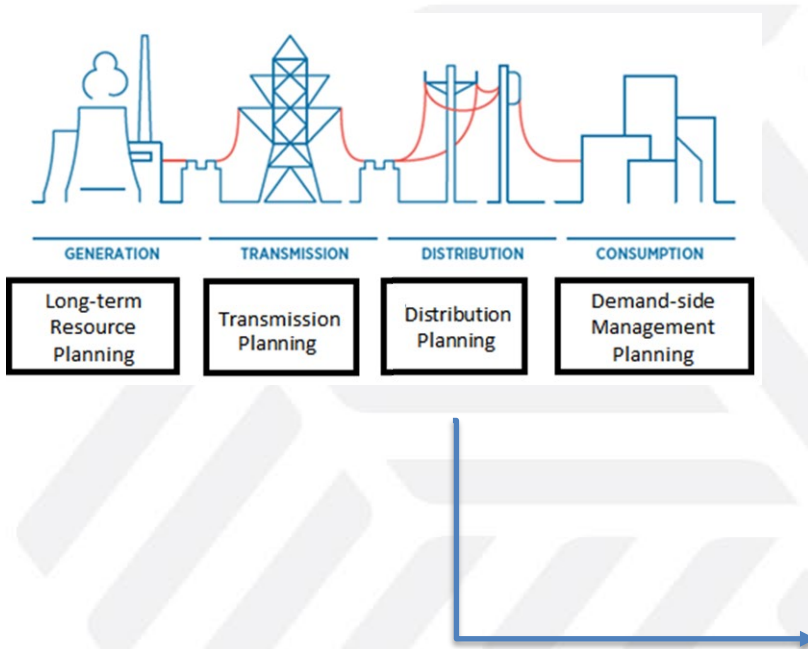 GENERATION
TRANSMISSION
DISTRIBUTION
CONSUMPTION
Long-term
Resource
Planning
Transmission
Planning
Distribution
Planning
Demand-side
Management
Planning